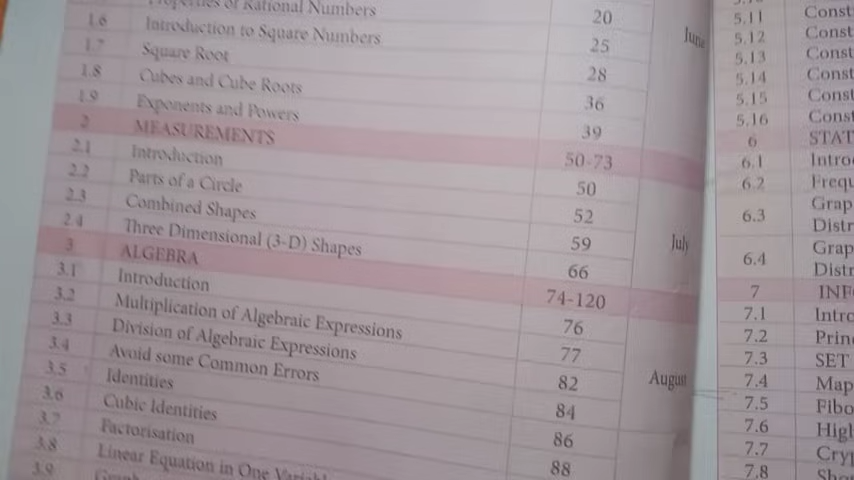 Properties of Rational Numbers 20
1.6 Introduction to Square Numbers 25 June
1.7 Square Root 28
1.8 Cubes and Cube Roots 36
1.9 Exponents and Powers 39
2 MEASUREMENTS 50-73
2.1 Introduction 50
2.2 Parts of a Circle 52
2.3 Combined Shapes 59 July
2.4 Three Dimensional (3-D) Shapes 66
3 ALGEBRA 74-120
3.1 Introduction 76
3.2 Multiplication of Algebraic Expressions 77
3.3 Division of Algebraic Expressions 82 August
3.4 Avoid some Common Errors 84
3.5 Identities 86
3.6 Cubic Identities 88
3.7 Factorisation
3.8 Linear Equation in One
3.9
5.11 Const
5.12 Const
5.13 Const
5.14 Const
5.15 Const
5.16 Const
6 STAT
6.1 Intro
6.2 Frequ
6.3 Grap
Distr
6.4 Grap
Distr
7 INF
7.1 Intro
7.2 Prin
7.3 SET
7.4 Map
7.5 Fibo
7.6 High
7.7 Cry
7.8 Sho